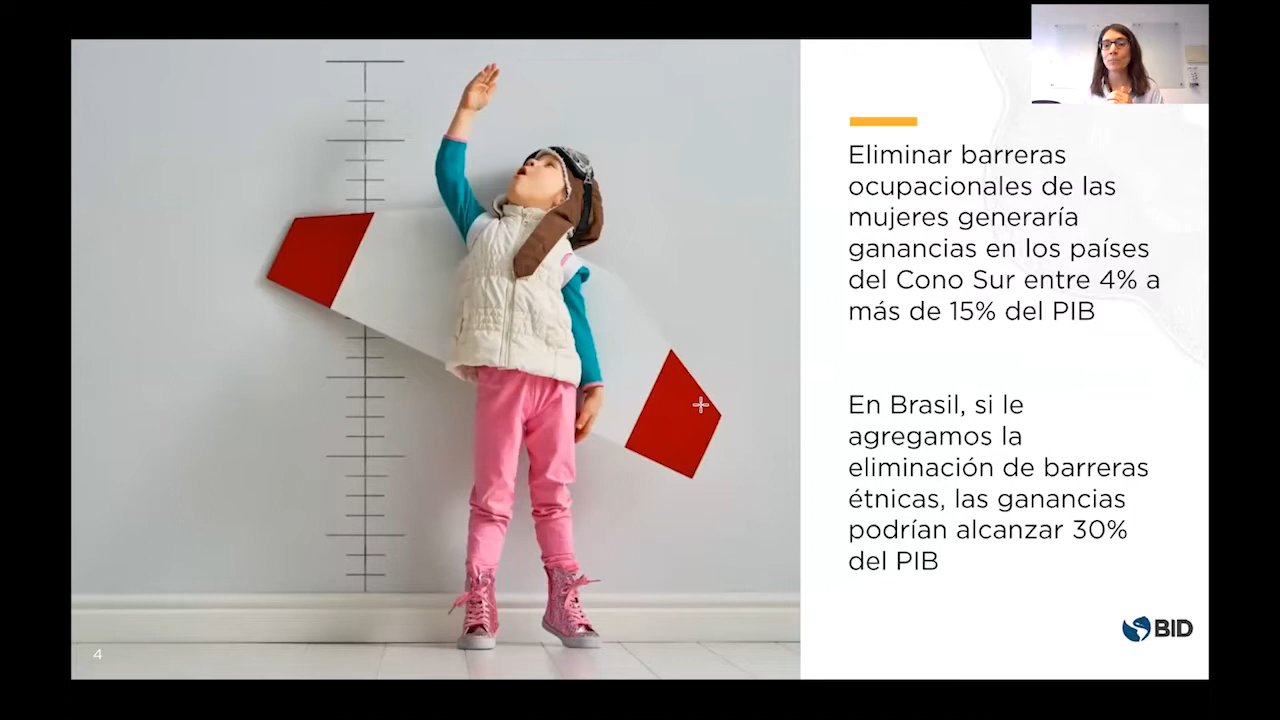 Eliminar barreras
ocupacionales de las
mujeres generaría
ganancias en los países
del Cono Sur entre 4% a
más de 15% del PIB
En Brasil, si le
agregamos la
eliminación de barreras
étnicas, las ganancias
podrían alcanzar 30%
del PIB
BID
4